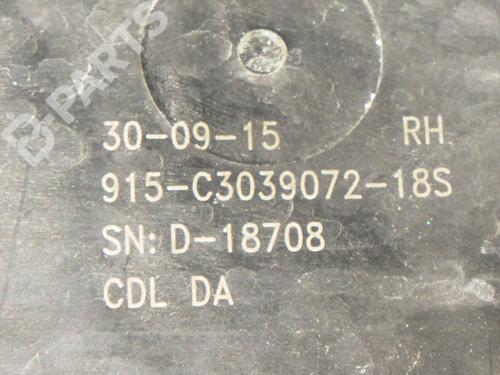 B-PARTS
30-09-15 RH
915-C3039072-18S
SN: D-18708
CDL DA